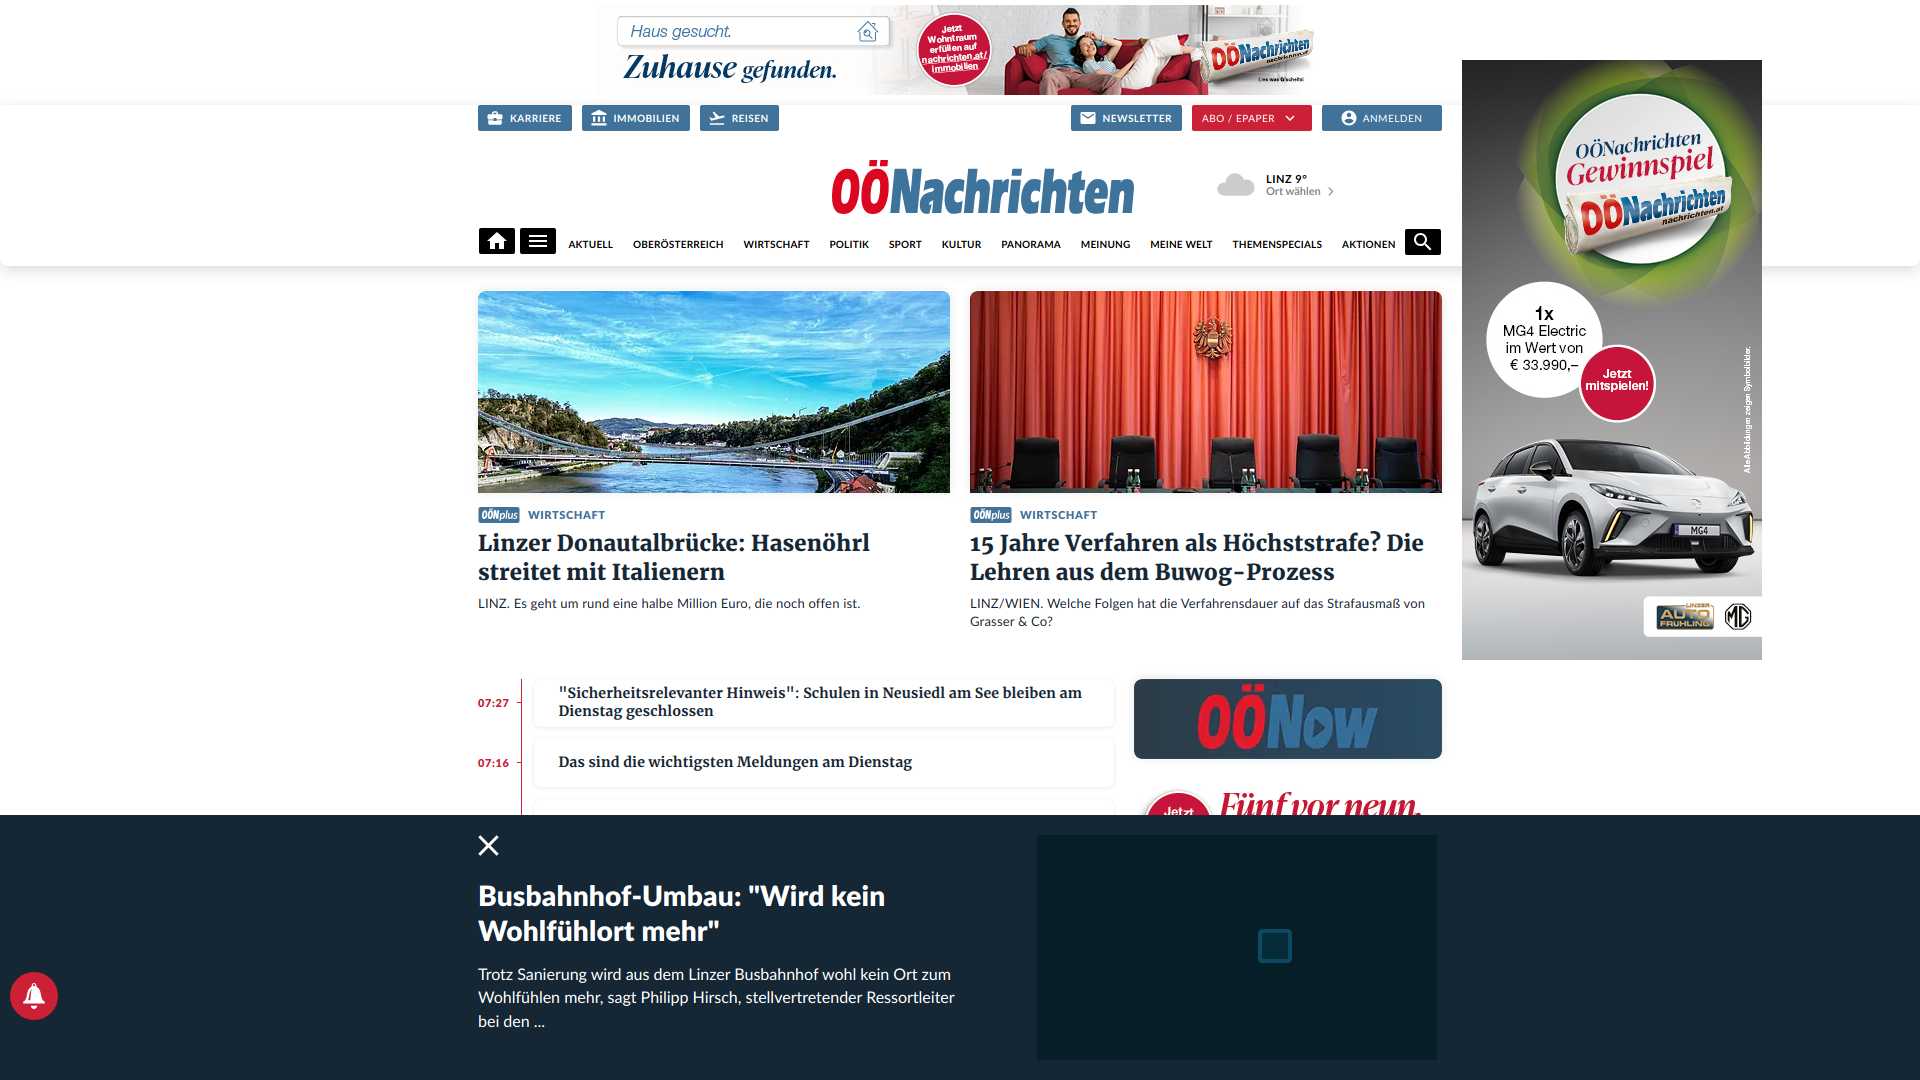 Haus gesucht.
Zuhause gefunden.
Jetzt
Wohntraum
erfüllen auf
nachrichten.at/
immobilien
OÖNachrichten
nachrichten.at
Lies was G'scheits!
KARRIERE
IMMOBILIEN
REISEN
NEWSLETTER
ABO / EPAPER
ANMELDEN
OÖNachrichten
LINZ 9°
Ort wählen
AKTUELL
OBERÖSTERREICH
WIRTSCHAFT
POLITIK
SPORT
KULTUR
PANORAMA
MEINUNG
MEINE WELT
THEMENSPECIALS
AKTIONEN
OÖNachrichten
Gewinnspiel
OÖNachrichten
nachrichten.at
1x
MG4 Electric
im Wert von
€ 33.990,–
Jetzt
mitspielen!
Alle Abbildungen zeigen Symbolbilder.
MG4
LINZER
AUTO
FRÜHLING
MG
OÖNplus WIRTSCHAFT
Linzer Donautalbrücke: Hasenöhrl
streitet mit Italienern
LINZ. Es geht um rund eine halbe Million Euro, die noch offen ist.
OÖNplus WIRTSCHAFT
15 Jahre Verfahren als Höchststrafe? Die
Lehren aus dem Buwog-Prozess
LINZ/WIEN. Welche Folgen hat die Verfahrensdauer auf das Strafausmaß von
Grasser & Co?
07:27
"Sicherheitsrelevanter Hinweis": Schulen in Neusiedl am See bleiben am
Dienstag geschlossen
07:16
Das sind die wichtigsten Meldungen am Dienstag
OÖNow
Jetzt
Fünf vor neun.
Busbahnhof-Umbau: "Wird kein
Wohlfühlort mehr"
Trotz Sanierung wird aus dem Linzer Busbahnhof wohl kein Ort zum
Wohlfühlen mehr, sagt Philipp Hirsch, stellvertretender Ressortleiter
bei den ...